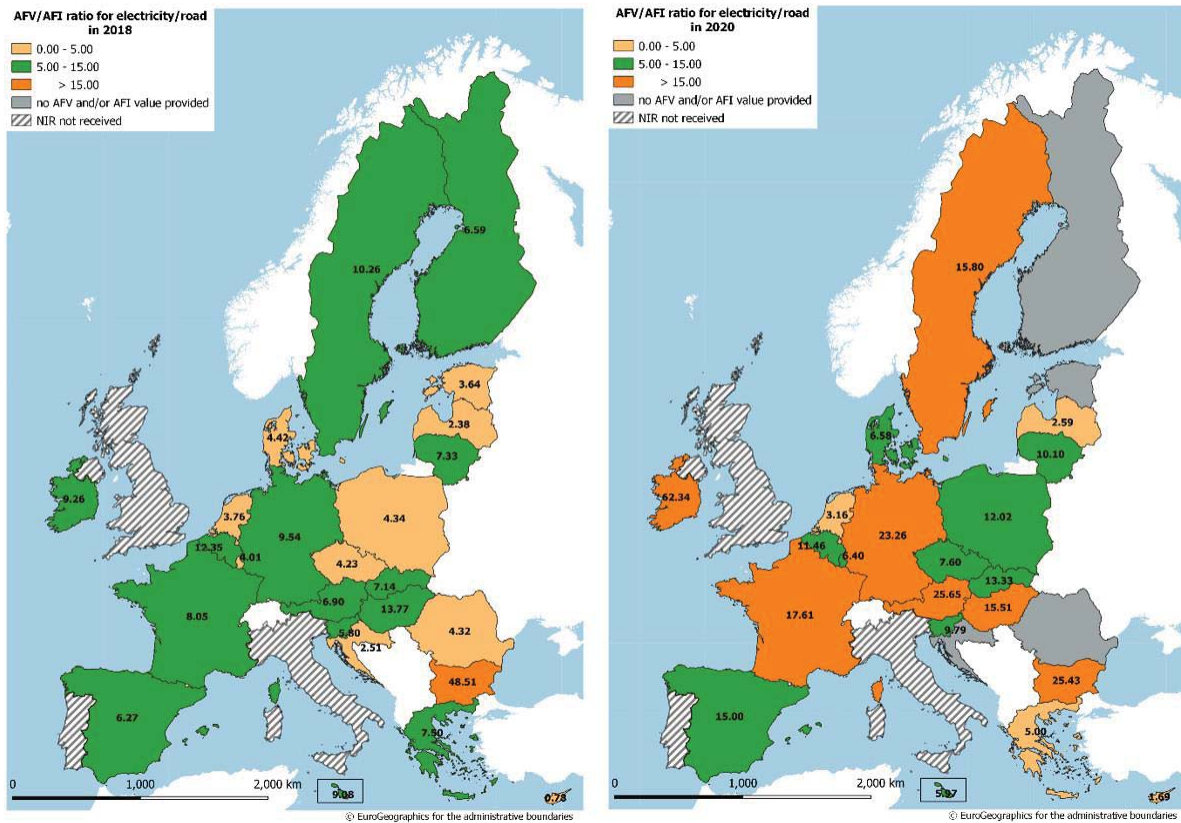 AFV/AFI ratio for electricity/road
in 2018
0.00 - 5.00
5.00 - 15.00
> 15.00
no AFV and/or AFI value provided
NIR not received
6.59
10.26
3.64
2.38
4.42
7.33
9.26
3.76
4.34
9.54
12.35
4.01
4.23
7.14
6.90
13.77
8.05
5.80
4.32
2.51
48.51
6.27
7.50
0 1,000 2,000 km
9.08
0.78
© EuroGeographics for the administrative boundaries
AFV/AFI ratio for electricity/road
in 2020
0.00 - 5.00
5.00 - 15.00
> 15.00
no AFV and/or AFI value provided
NIR not received
15.80
2.59
6.58
10.10
62.34
3.16
12.02
23.26
11.46
6.40
7.60
13.33
25.65
15.51
17.61
9.79
25.43
15.00
5.00
0 1,000 2,000 km
1.69
© EuroGeographics for the administrative boundaries